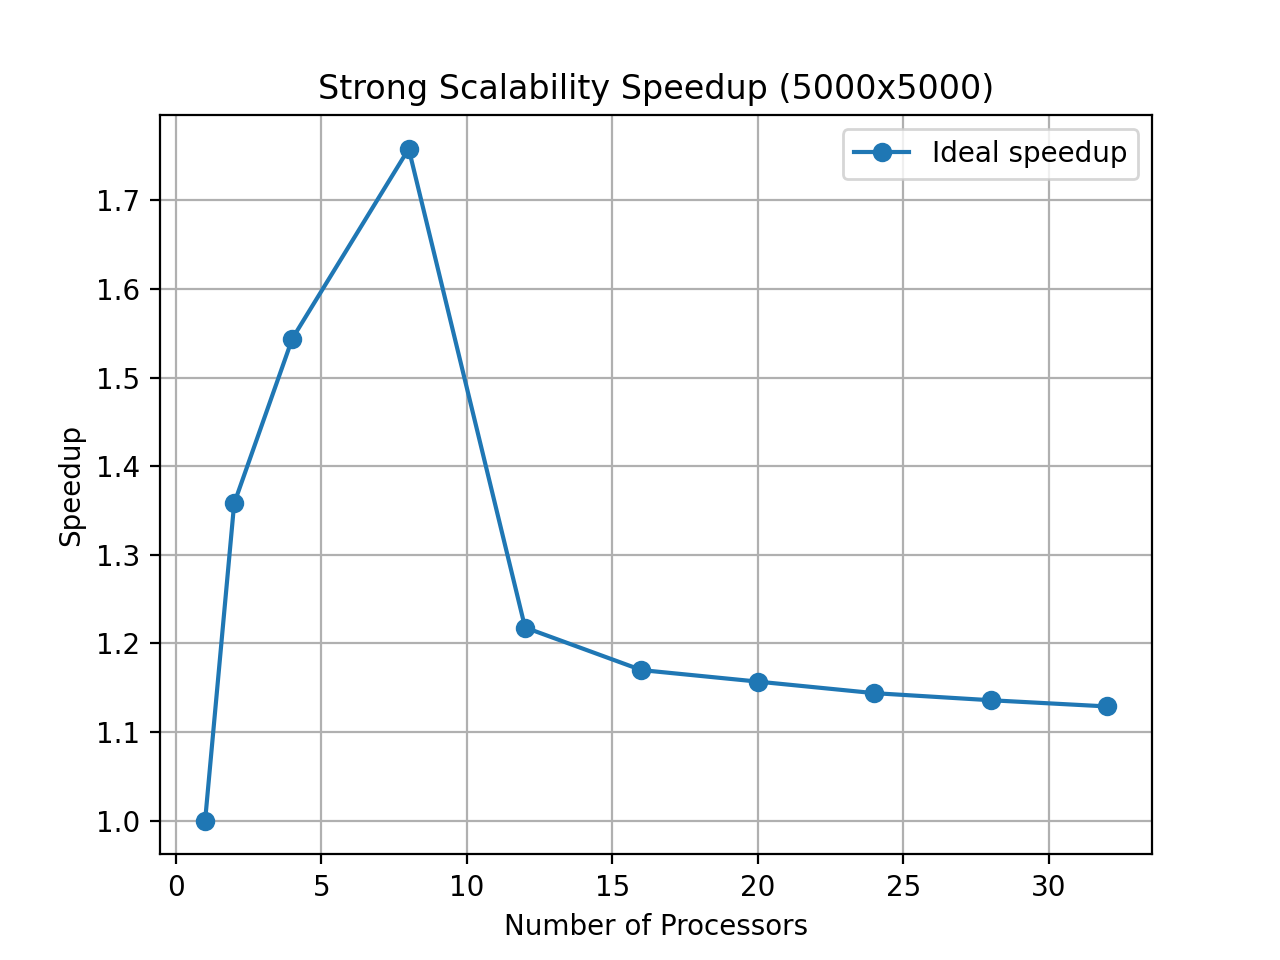 Strong Scalability Speedup (5000x5000)
Ideal speedup
1.7
1.6
1.5
1.4
1.3
1.2
1.1
1.0
Speedup
0 5 10 15 20 25 30
Number of Processors